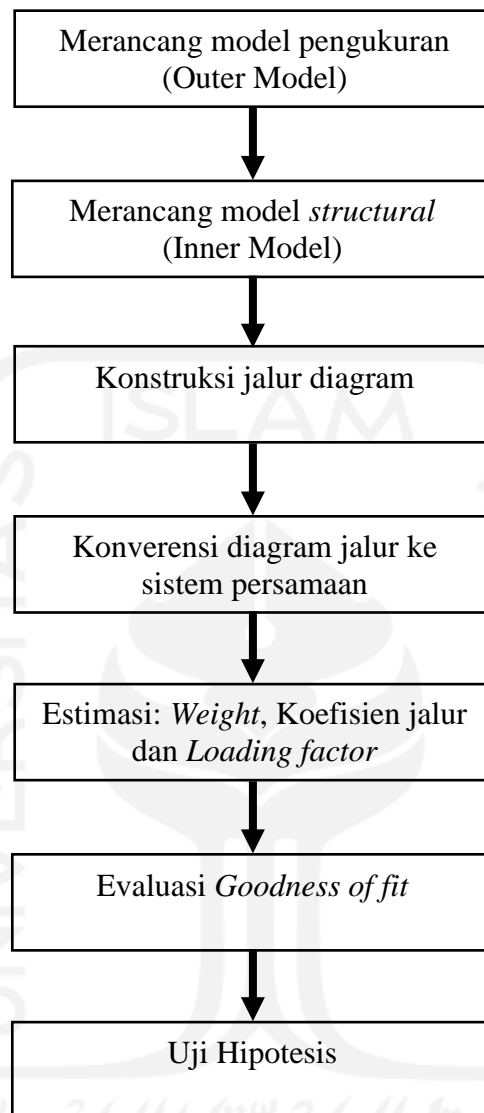 Merancang model pengukuran
(Outer Model)
Merancang model structural
(Inner Model)
Konstruksi jalur diagram
ISLAM
Konverensi diagram jalur ke
sistem persamaan
Estimasi: Weight, Koefisien jalur
dan Loading factor
Evaluasi Goodness of fit
Uji Hipotesis